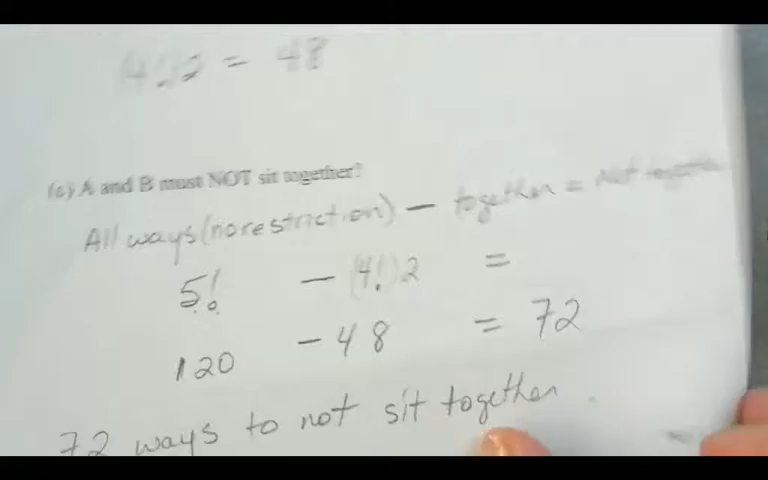 (4!)2 = 48
(c) A and B must NOT sit together?
All ways (no restriction) - together = Not together
5! - (4!)2 =
120 - 48 = 72
72 ways to not sit together.